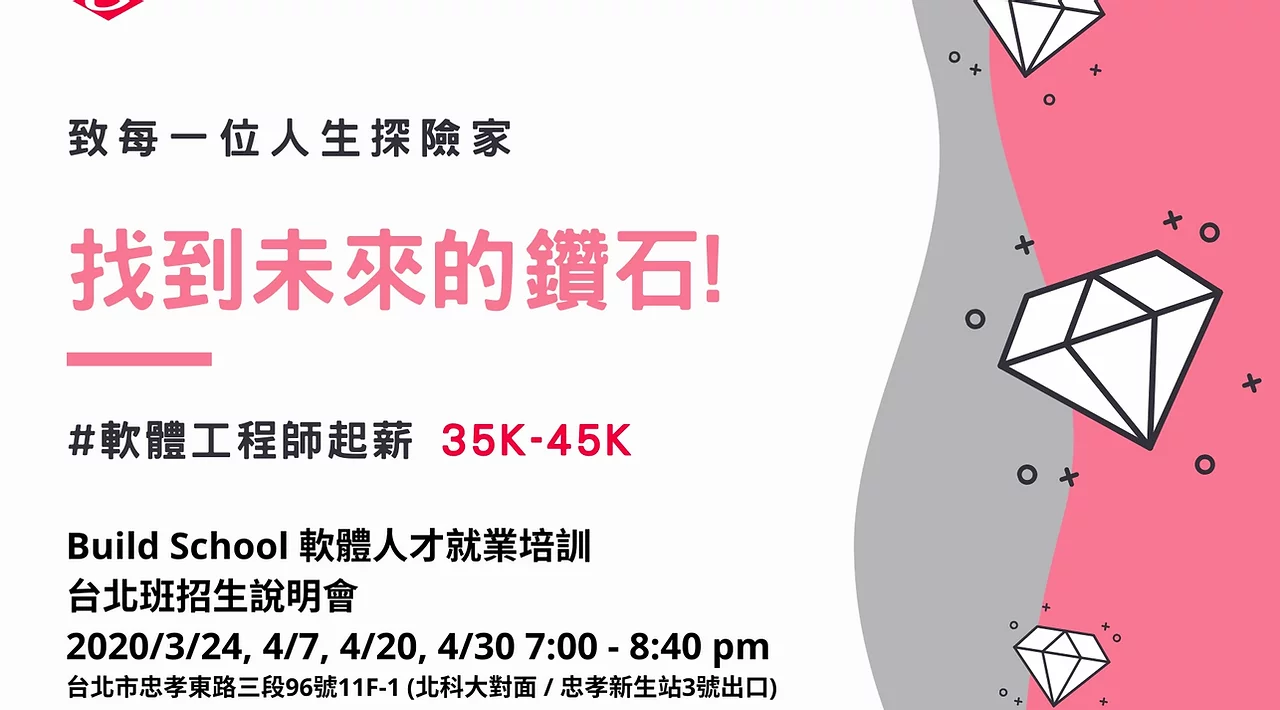 致每一位人生探險家
找到未來的鑽石!
#軟體工程師起薪 35K-45K
Build School 軟體人才就業培訓
台北班招生說明會
2020/3/24, 4/7, 4/20, 4/30 7:00 - 8:40 pm
台北市忠孝東路三段96號11F-1 (北科大對面 / 忠孝新生站3號出口)